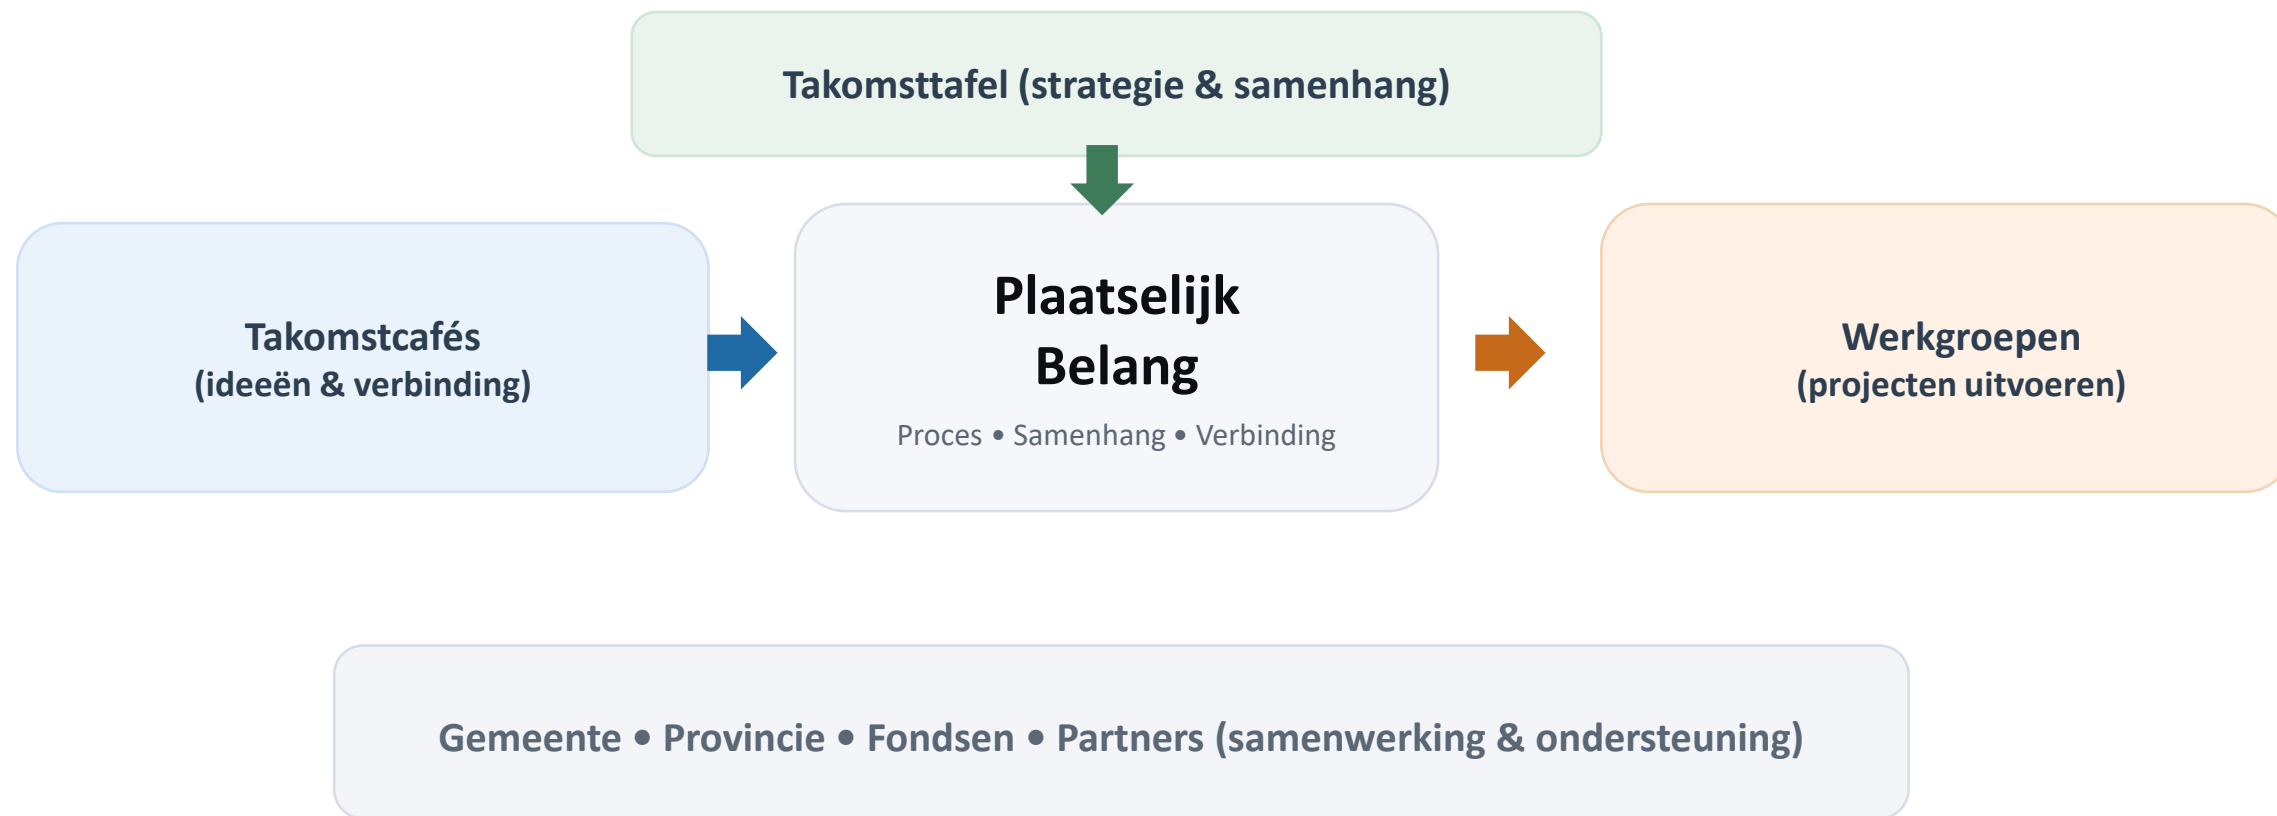 Takomsttafel (strategie & samenhang)
Takomstcafés
(ideeën & verbinding)
Plaatselijk
Belang
Proces • Samenhang • Verbinding
Werkgroepen
(projecten uitvoeren)
Gemeente • Provincie • Fondsen • Partners (samenwerking & ondersteuning)